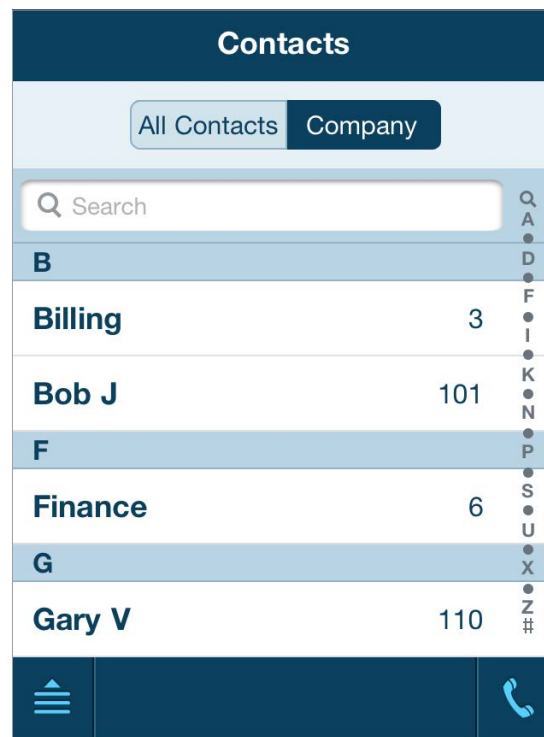 Contacts
All Contacts Company
Search
A
B
D
F
Billing 3
I
K
Bob J 101
N
F
P
Finance 6
S
U
G
X
Gary V 110
Z
#